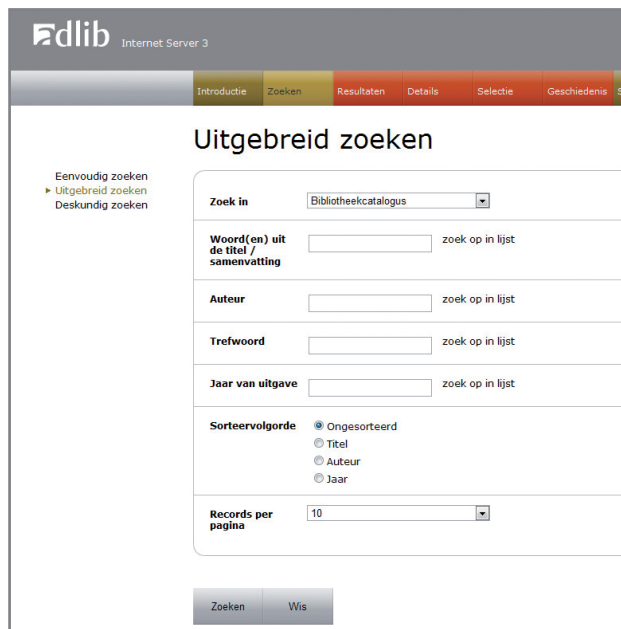 adlib Internet Server 3
Introductie Zoeken Resultaten Details Selectie Geschiedenis S
Uitgebreid zoeken
Eenvoudig zoeken
Uitgebreid zoeken
Deskundig zoeken
Zoek in Bibliotheekcatalogus
Woord(en) uit zoek op in lijst
de titel /
samenvatting
Auteur zoek op in lijst
Trefwoord zoek op in lijst
Jaar van uitgave zoek op in lijst
Sorteervolgorde Ongesorteerd
Titel
Auteur
Jaar
Records per 10
pagina
Zoeken Wis